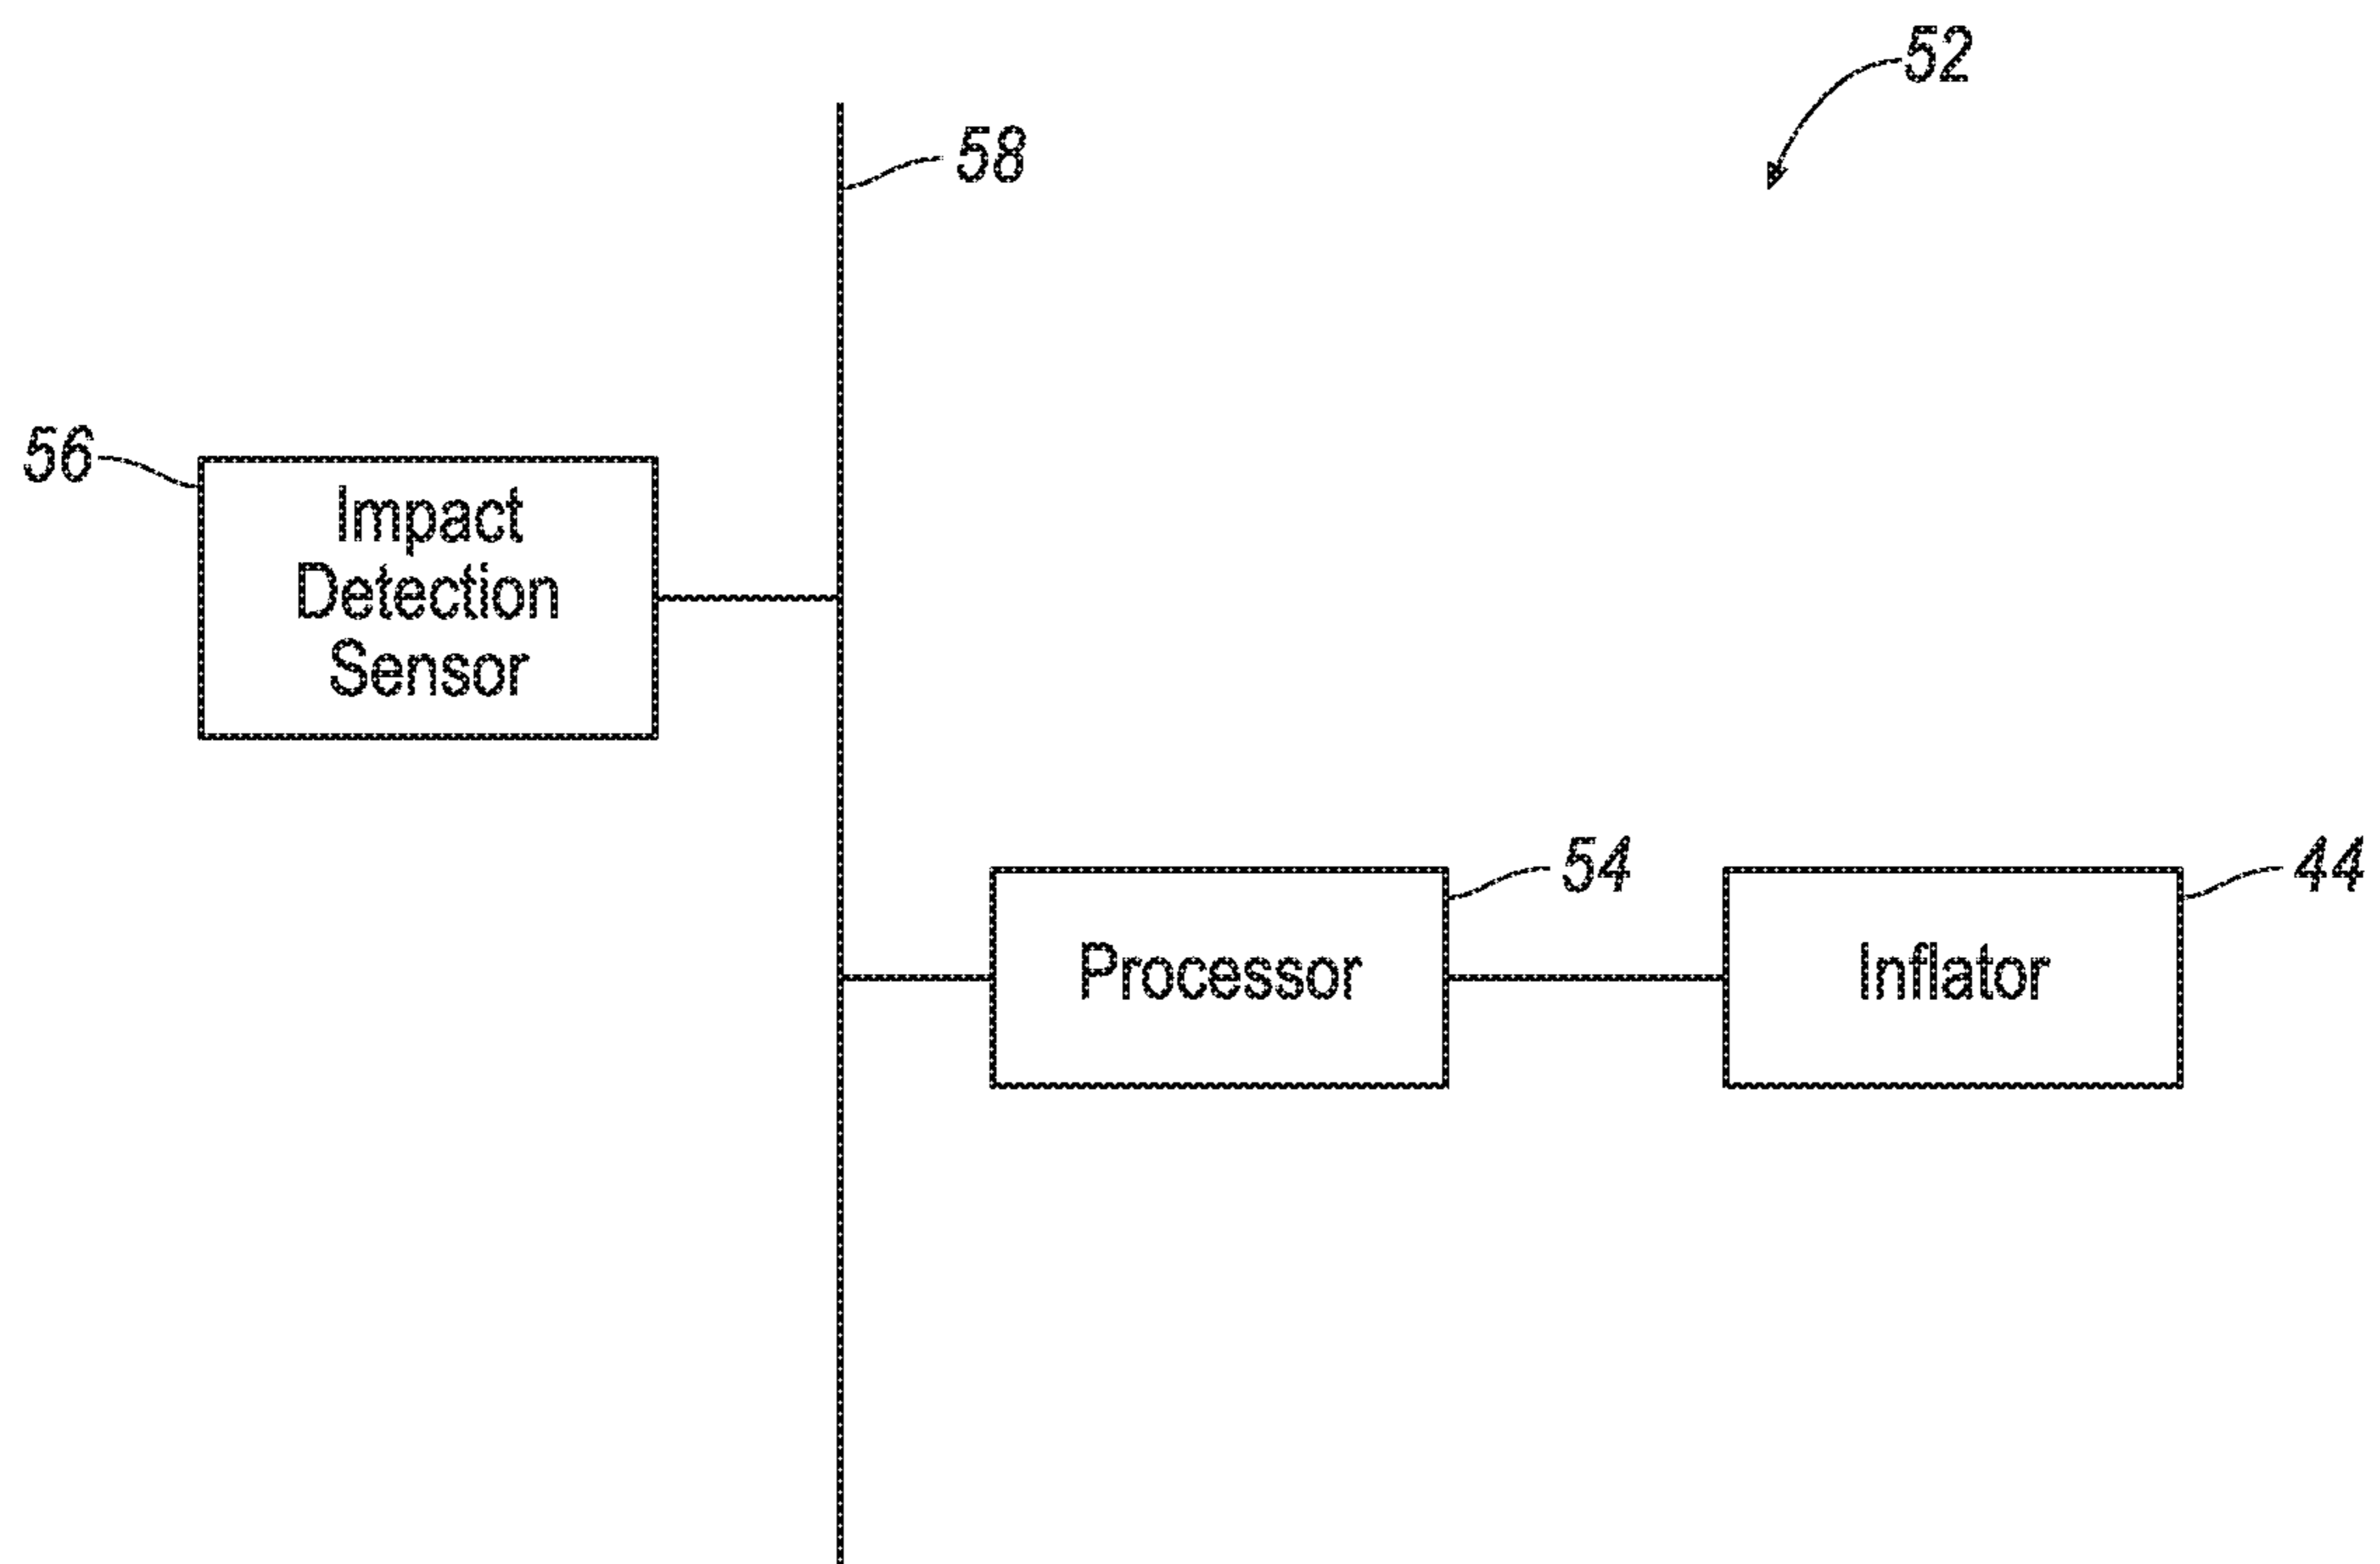 52
58
56
Impact
Detection
Sensor
54
44
Processor
Inflator